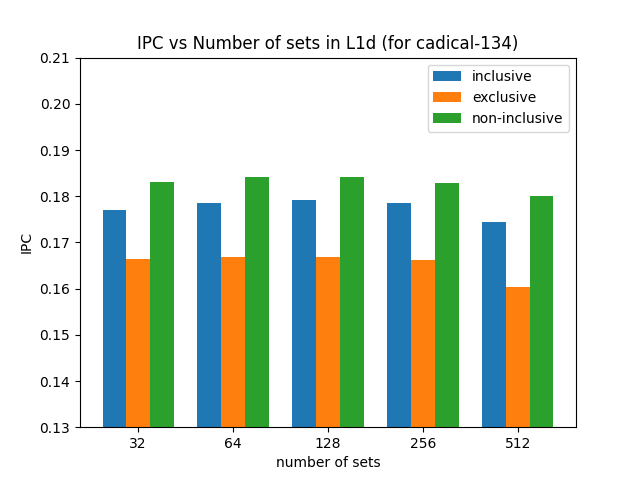 IPC vs Number of sets in L1d (for cadical-134)
inclusive
exclusive
non-inclusive
IPC
0.21
0.20
0.19
0.18
0.17
0.16
0.15
0.14
0.13
32 64 128 256 512
number of sets